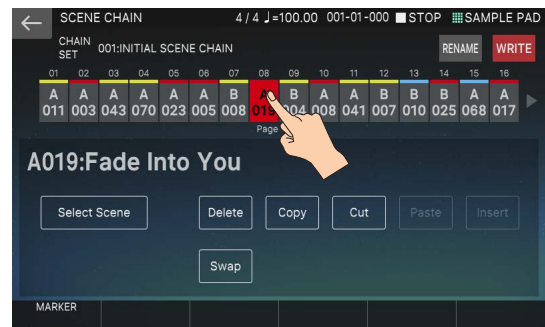 SCENE CHAIN 4/4 ♩=100.00 001-01-000 STOP SAMPLE PAD
CHAIN SET 001:INITIAL SCENE CHAIN RENAME WRITE
01 02 03 04 05 06 07 08 09 10 11 12 13 14 15 16
A A A A A A B A B A A B B B A A
011 003 043 070 023 005 008 019 004 008 041 007 010 025 068 017
Page
A019:Fade Into You
Select Scene Delete Copy Cut Paste Insert
Swap
MARKER